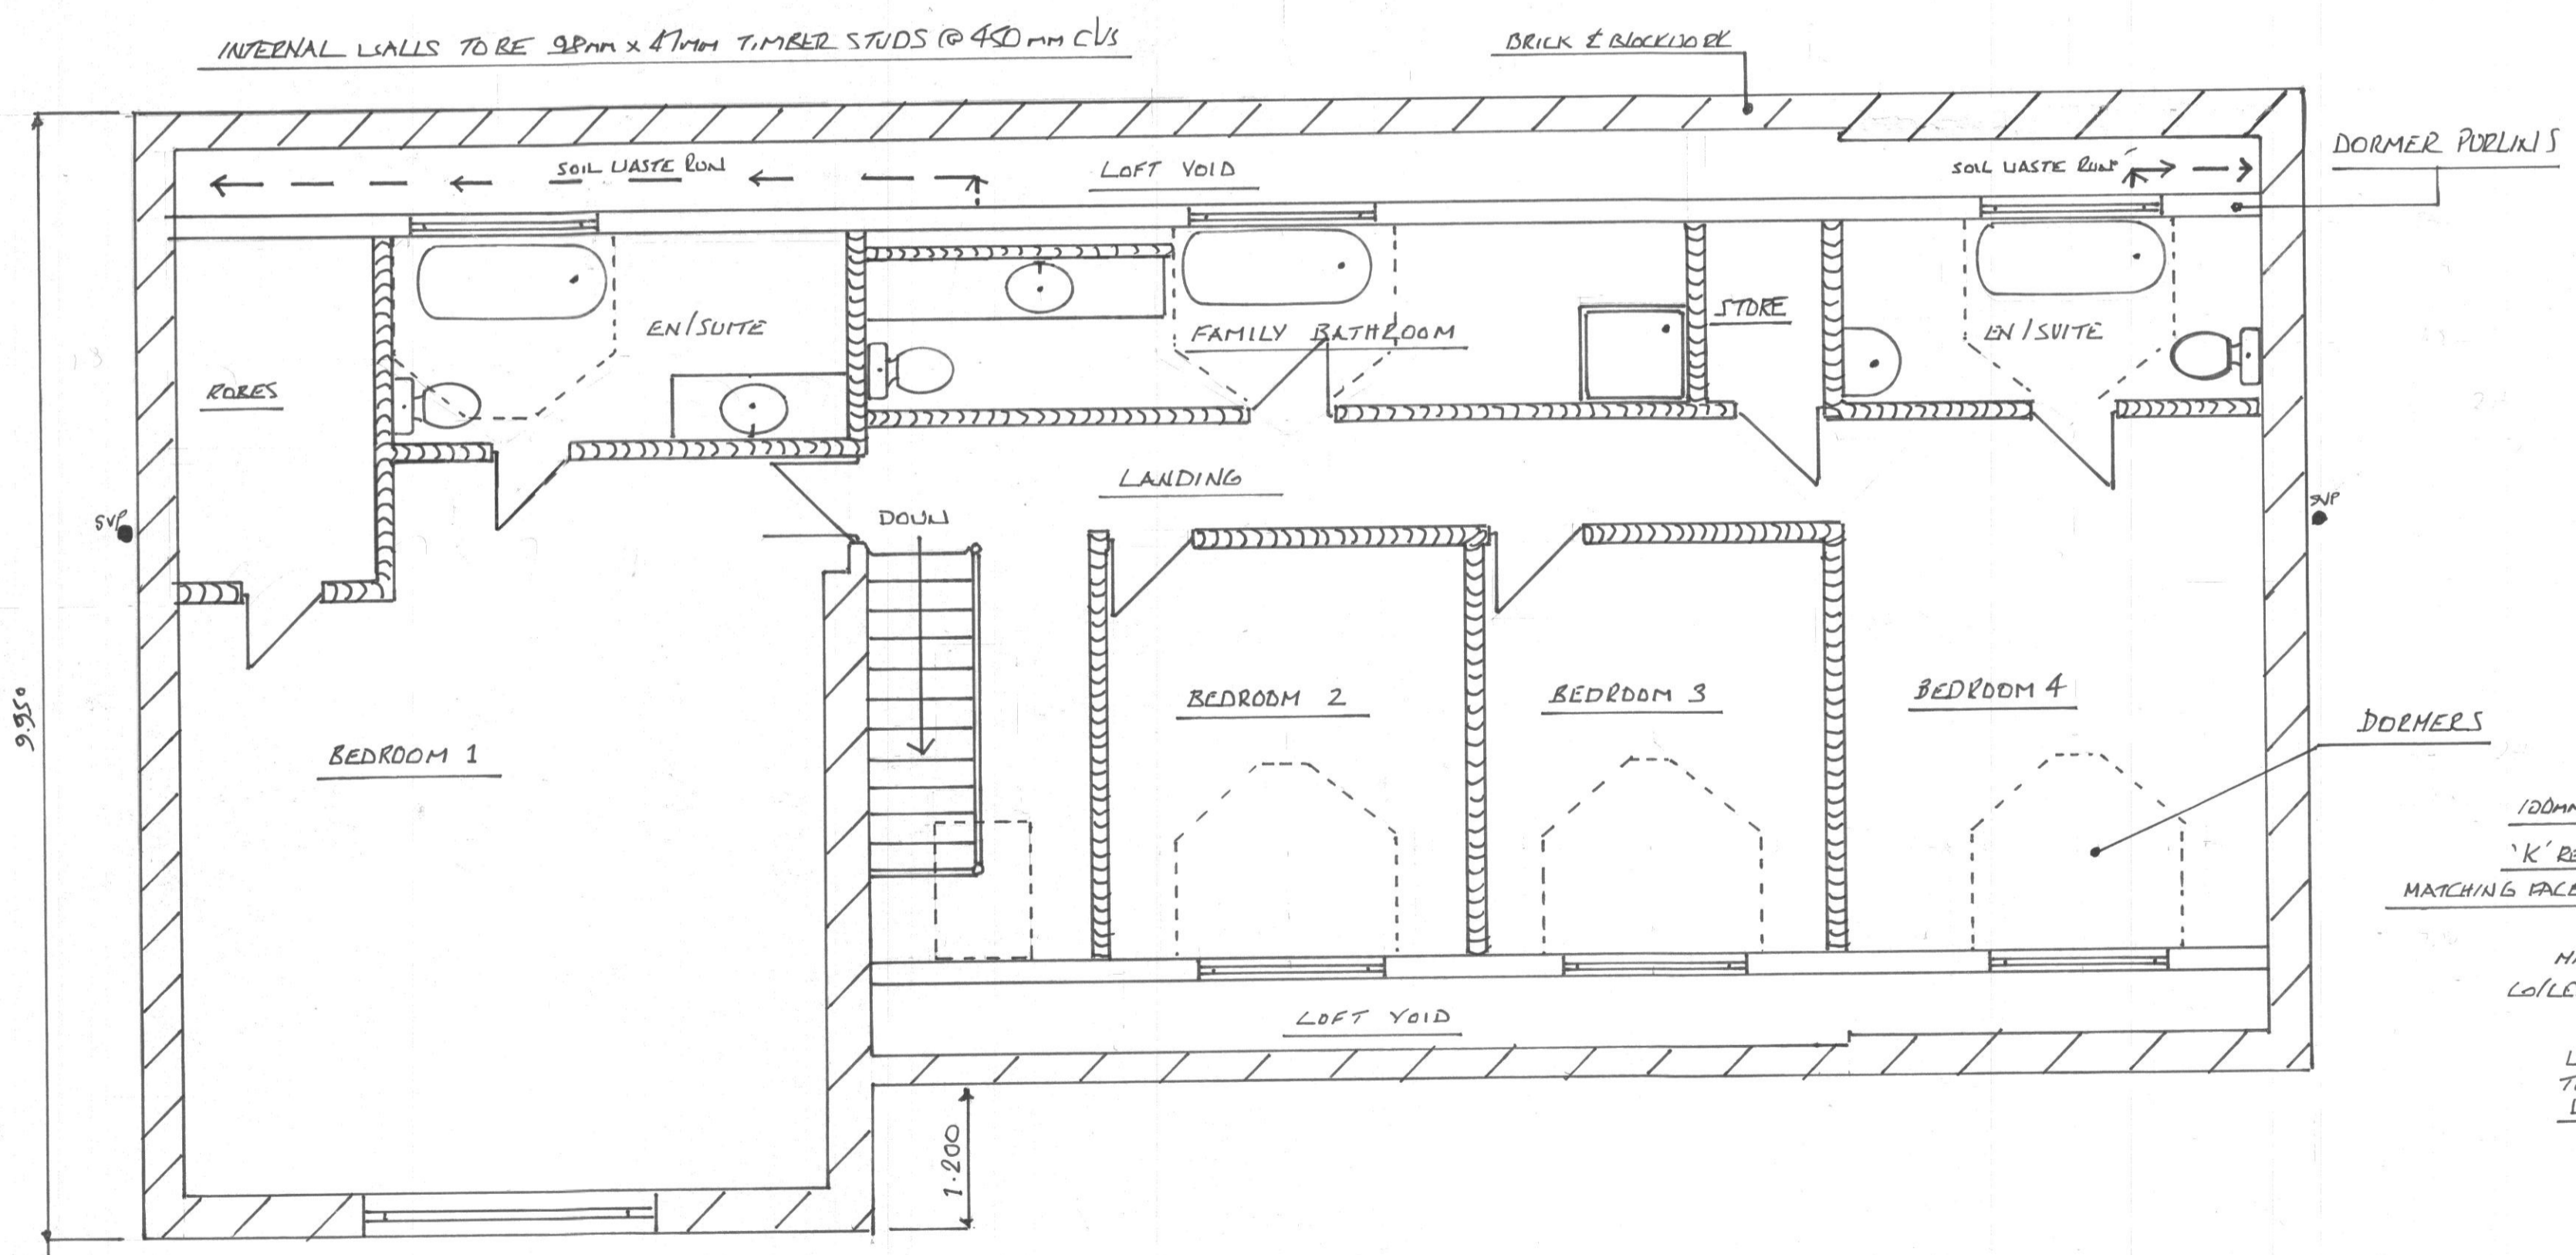 INTERNAL WALLS TO BE 98mm x 47mm TIMBER STUDS @ 450mm C/S
BRICK & BLOCKWORK
DORMER PURLINS
SOIL WASTE RUN
LOFT VOID
SOIL WASTE RUN
EN/SUITE
FAMILY BATHROOM
STORE
EN/SUITE
ROBES
LANDING
SVP
DOWN
SVP
9.950
BEDROOM 1
BEDROOM 2
BEDROOM 3
BEDROOM 4
DORMERS
'K'
MATCHING
LOFT VOID
1.200